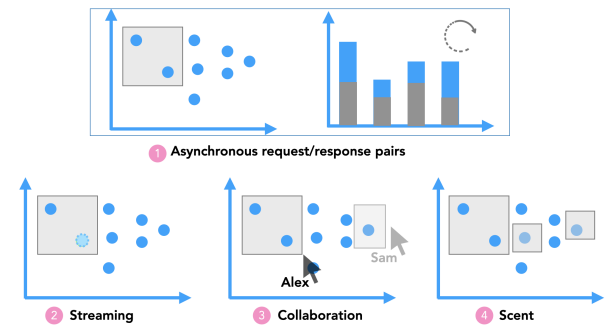 1 Asynchronous request/response pairs
Sam
Alex
2 Streaming
3 Collaboration
4 Scent